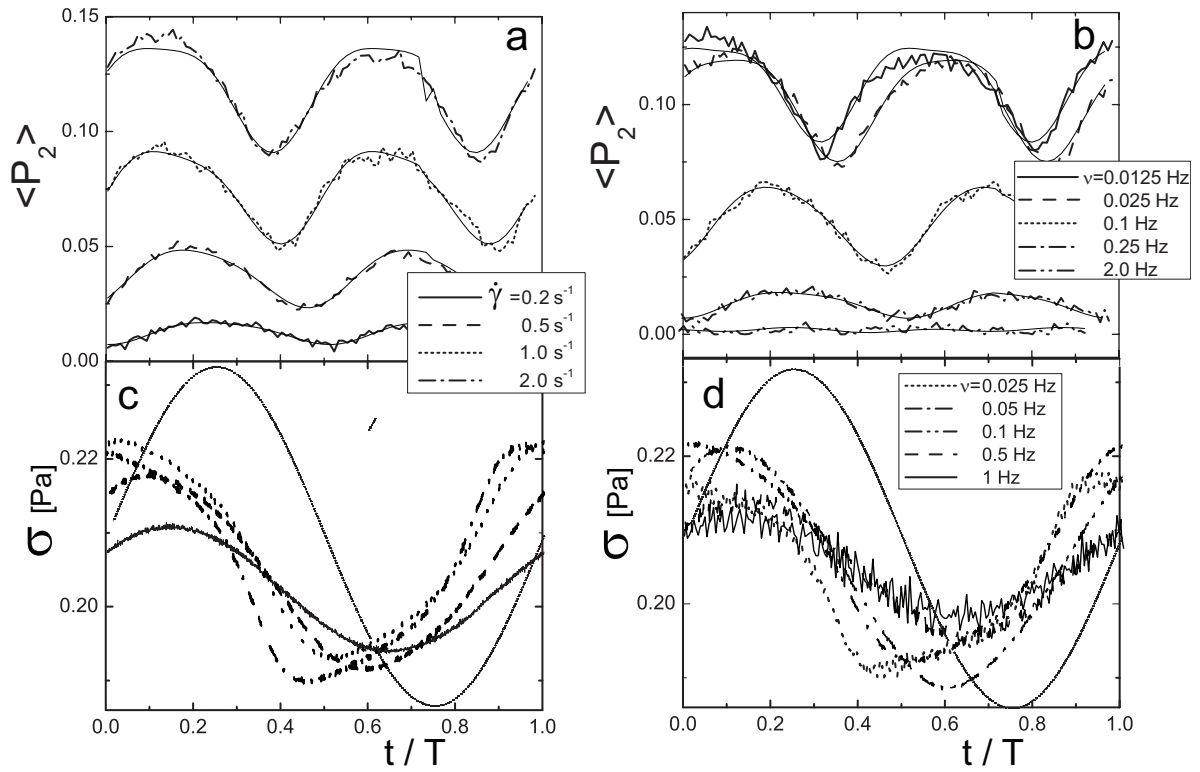 a
0.15
0.10
0.05
0.00
<P₂>
γ̇ =0.2 s⁻¹
0.5 s⁻¹
1.0 s⁻¹
2.0 s⁻¹
b
0.10
0.05
0.00
<P₂>
ν=0.0125 Hz
0.025 Hz
0.1 Hz
0.25 Hz
2.0 Hz
c
0.22
0.20
σ [Pa]
0.0 0.2 0.4 0.6 0.8 1.0
t / T
d
0.22
0.20
σ [Pa]
ν=0.025 Hz
0.05 Hz
0.1 Hz
0.5 Hz
1 Hz
0.0 0.2 0.4 0.6 0.8 1.0
t / T